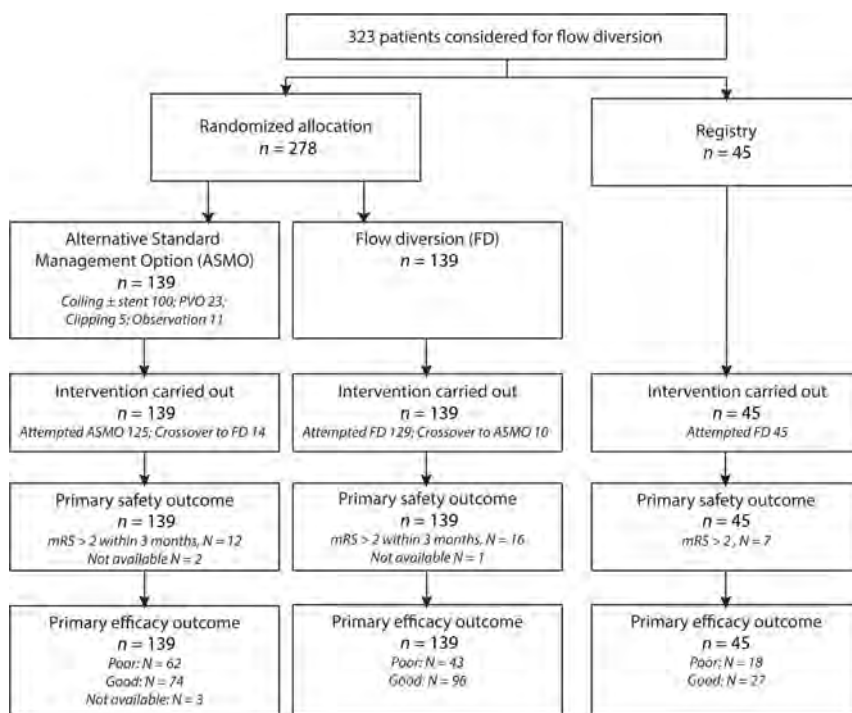 323 patients considered for flow diversion
Randomized allocation
n = 278
Registry
n = 45
Alternative Standard
Management Option (ASMO)
n = 139
Coiling ± stent 100; PVO 23;
Clipping 5; Observation 11
Flow diversion (FD)
n = 139
Intervention carried out
n = 139
Attempted ASMO 125; Crossover to FD 14
Intervention carried out
n = 139
Attempted FD 129; Crossover to ASMO 10
Intervention carried out
n = 45
Attempted FD 45
Primary safety outcome
n = 139
mRS > 2 within 3 months, N = 12
Not available N = 2
Primary safety outcome
n = 139
mRS > 2 within 3 months, N = 16
Not available N = 1
Primary safety outcome
n = 45
mRS > 2 , N = 7
Primary efficacy outcome
n = 139
Poor: N = 62
Good: N = 74
Not available: N = 3
Primary efficacy outcome
n = 139
Poor: N = 43
Good: N = 96
Primary efficacy outcome
n = 45
Poor: N = 18
Good: N = 27